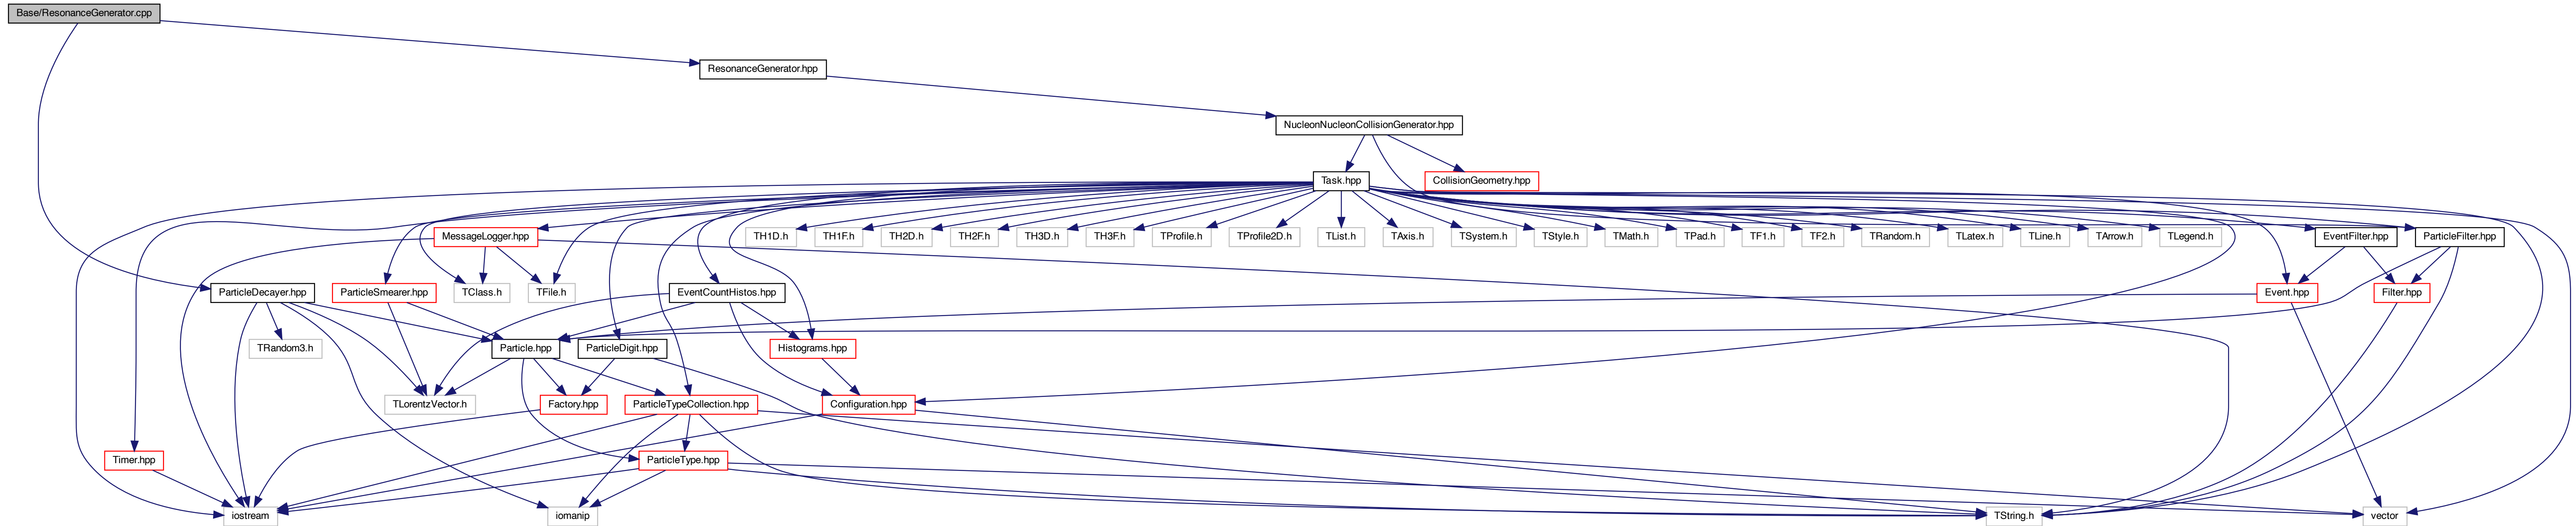 Base/ResonanceGenerator.cpp
ResonanceGenerator.hpp
NucleonNucleonCollisionGenerator.hpp
Task.hpp
CollisionGeometry.hpp
MessageLogger.hpp
TH1D.h
TH1F.h
TH2D.h
TH2F.h
TH3D.h
TH3F.h
TProfile.h
TProfile2D.h
TList.h
TAxis.h
TSystem.h
TStyle.h
TMath.h
TPad.h
TF1.h
TF2.h
TRandom.h
TLatex.h
TLine.h
TArrow.h
TLegend.h
EventFilter.hpp
ParticleFilter.hpp
ParticleDecayer.hpp
ParticleSmearer.hpp
TClass.h
TFile.h
EventCountHistos.hpp
Event.hpp
Filter.hpp
TRandom3.h
Particle.hpp
ParticleDigit.hpp
Histograms.hpp
TLorentzVector.h
Factory.hpp
ParticleTypeCollection.hpp
Configuration.hpp
Timer.hpp
ParticleType.hpp
iostream
iomanip
TString.h
vector